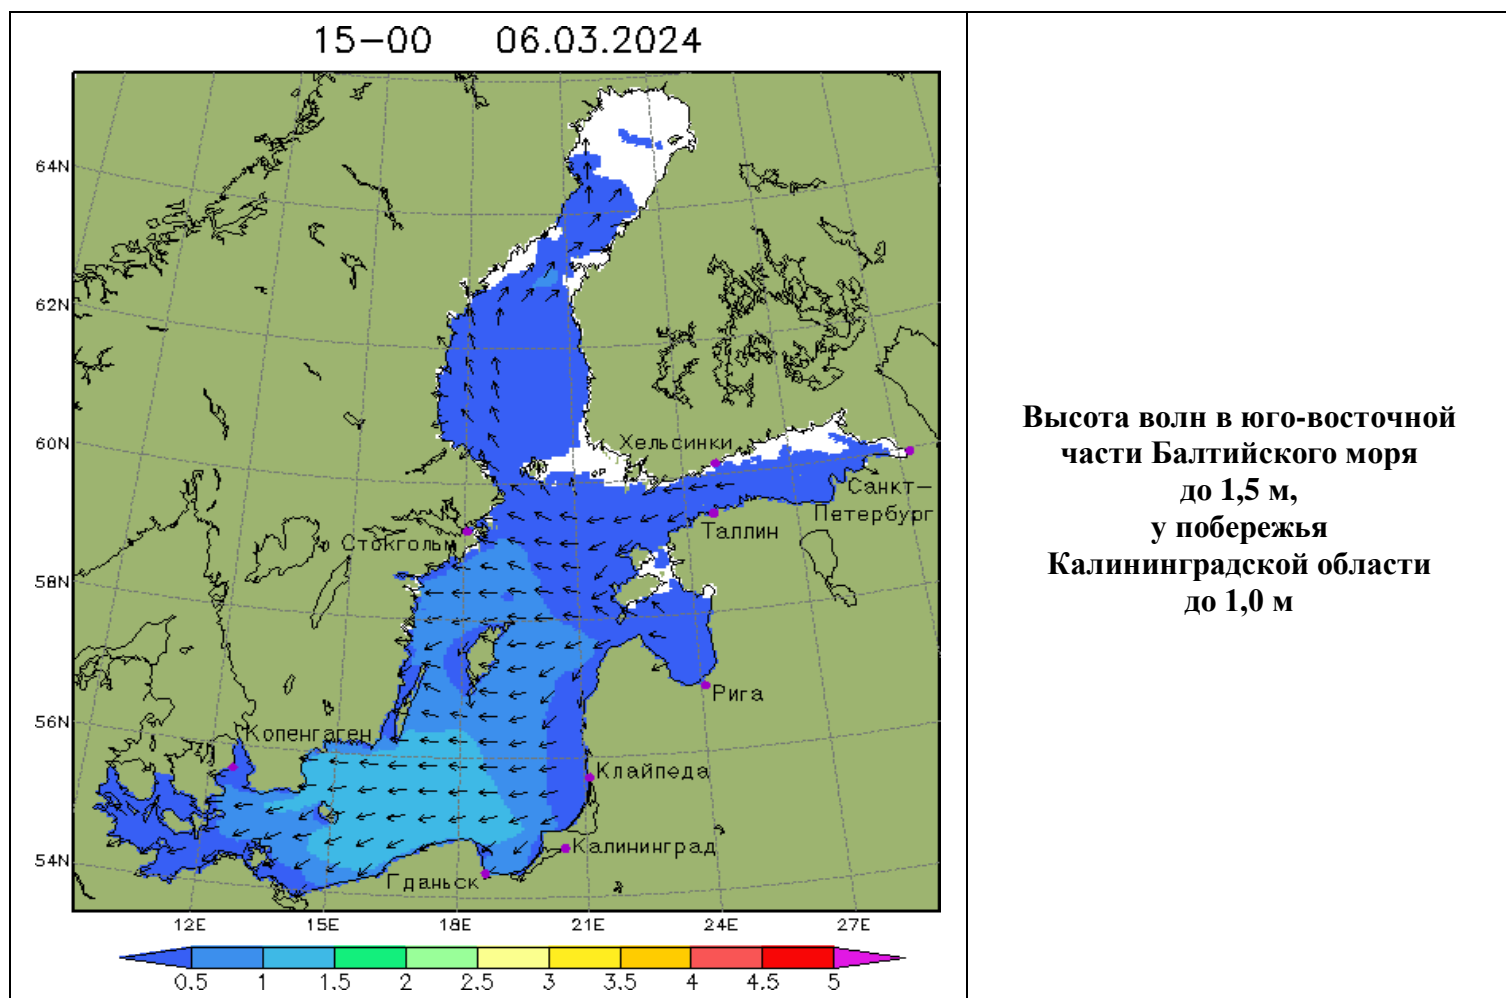 15-00 06.03.2024
64N
62N
60N
58N
56N
54N
Хельсинки
Санкт-
Петербург
Таллин
Стокгольм
Рига
Копенгаген
Клайпеда
Калининград
Гданьск
12E 15E 18E 21E 24E 27E
0.5 1 1.5 2 2.5 3 3.5 4 4.5 5
Высота волн в юго-восточной
части Балтийского моря
до 1,5 м,
у побережья
Калининградской области
до 1,0 м